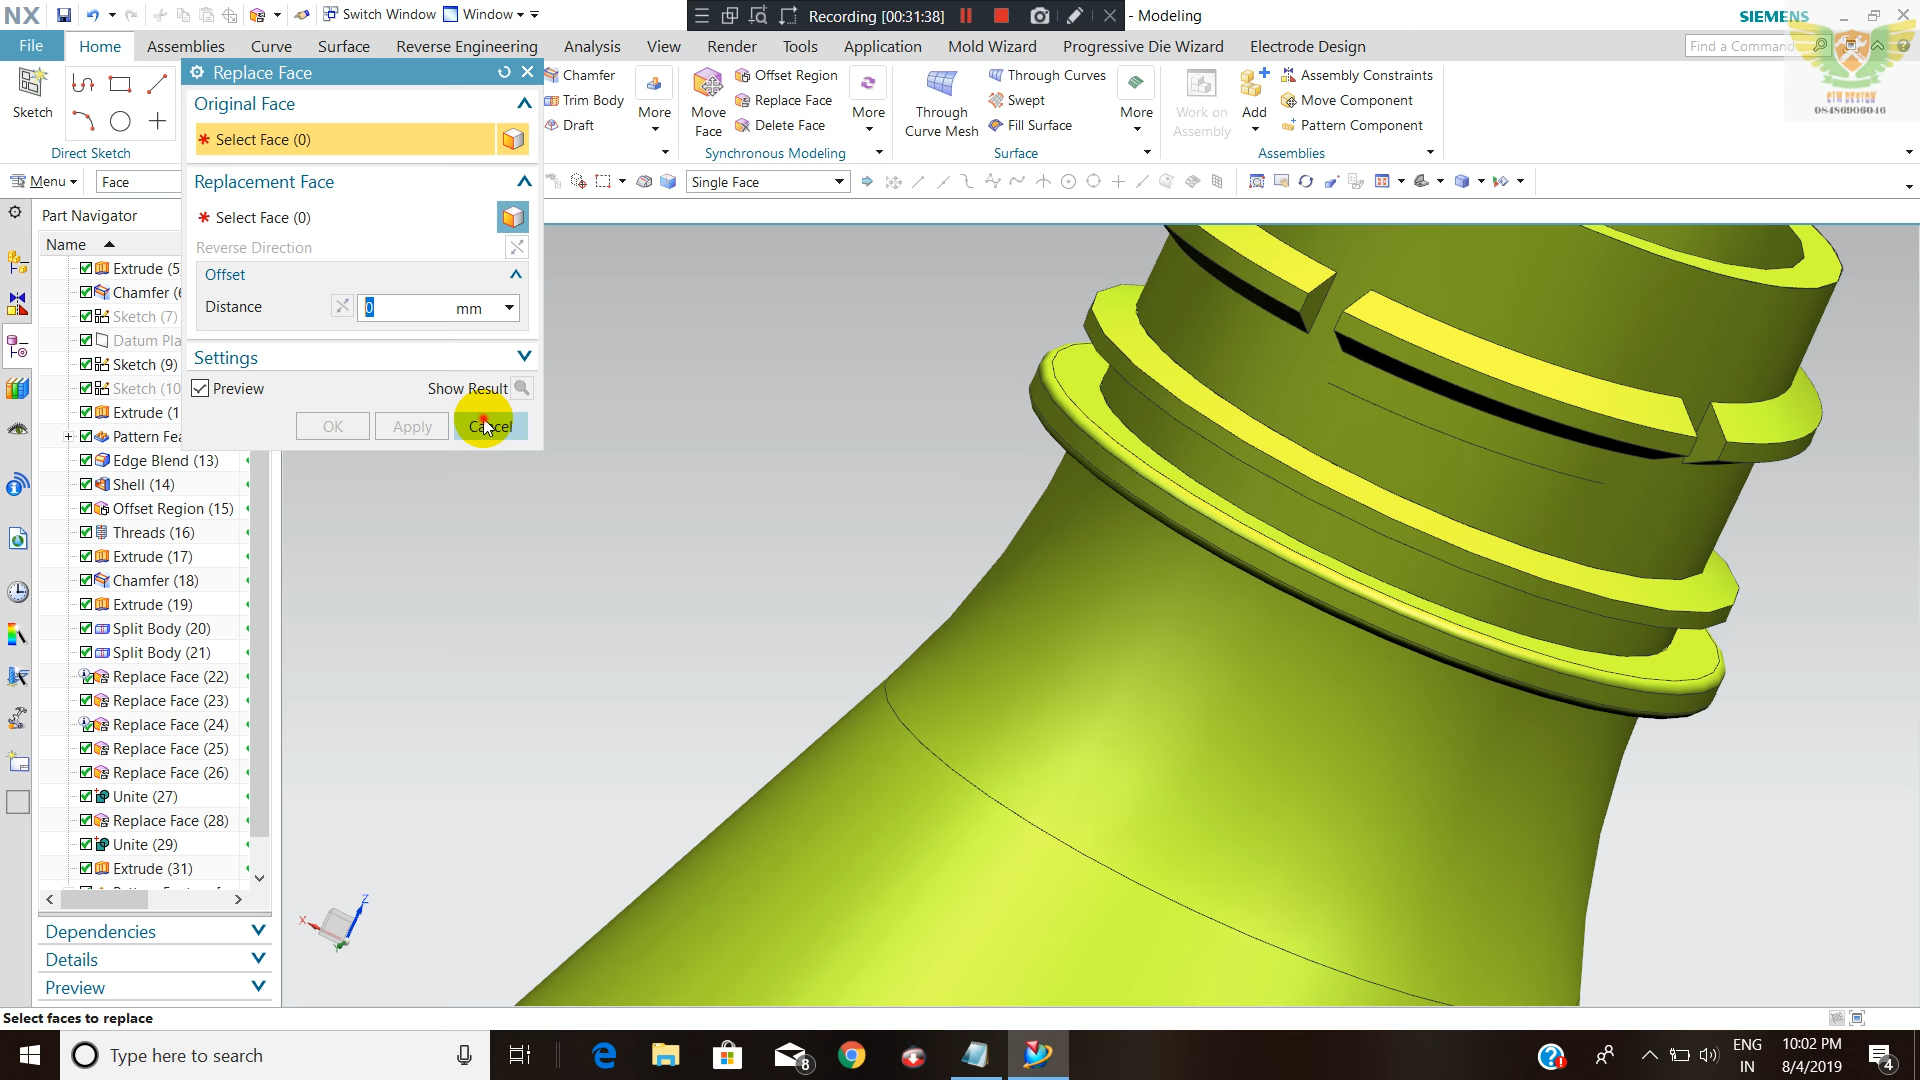 NX
Switch Window
Window
Recording [00:31:38]
- Modeling
SIEMENS
File
Home
Assemblies
Curve
Surface
Reverse Engineering
Analysis
View
Render
Tools
Application
Mold Wizard
Progressive Die Wizard
Electrode Design
Find a Command
Sketch
Direct Sketch
Chamfer
Trim Body
Draft
More
Move Face
Offset Region
Replace Face
Delete Face
More
Synchronous Modeling
Through Curve Mesh
Through Curves
Swept
Fill Surface
More
Surface
Work on Assembly
Add
Assembly Constraints
Move Component
Pattern Component
Assemblies
CTM DESIGN
08486906046
Menu
Face
Single Face
Replace Face
Original Face
* Select Face (0)
Replacement Face
* Select Face (0)
Reverse Direction
Offset
Distance
0
mm
Settings
Preview
Show Result
OK
Apply
Cancel
Part Navigator
Name
Extrude (5
Chamfer (
Sketch (7)
Datum Pla
Sketch (9)
Sketch (10
Extrude (1
Pattern Fea
Edge Blend (13)
Shell (14)
Offset Region (15)
Threads (16)
Extrude (17)
Chamfer (18)
Extrude (19)
Split Body (20)
Split Body (21)
Replace Face (22)
Replace Face (23)
Replace Face (24)
Replace Face (25)
Replace Face (26)
Unite (27)
Replace Face (28)
Unite (29)
Extrude (31)
Dependencies
Details
Preview
X
Z
Select faces to replace
Type here to search
8
ENG
IN
10:02 PM
8/4/2019
4